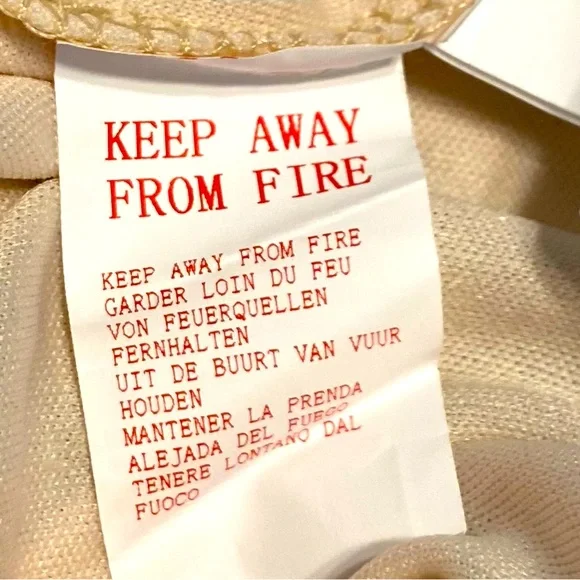 KEEP AWAY
FROM FIRE
KEEP AWAY FROM FIRE
GARDER LOIN DU FEU
VON FEUERQUELLEN
FERNHALTEN
UIT DE BUURT VAN VUUR
HOUDEN
MANTENER LA PRENDA
ALEJADA DEL FUEGO
TENERE LONTANO DAL
FUOCO